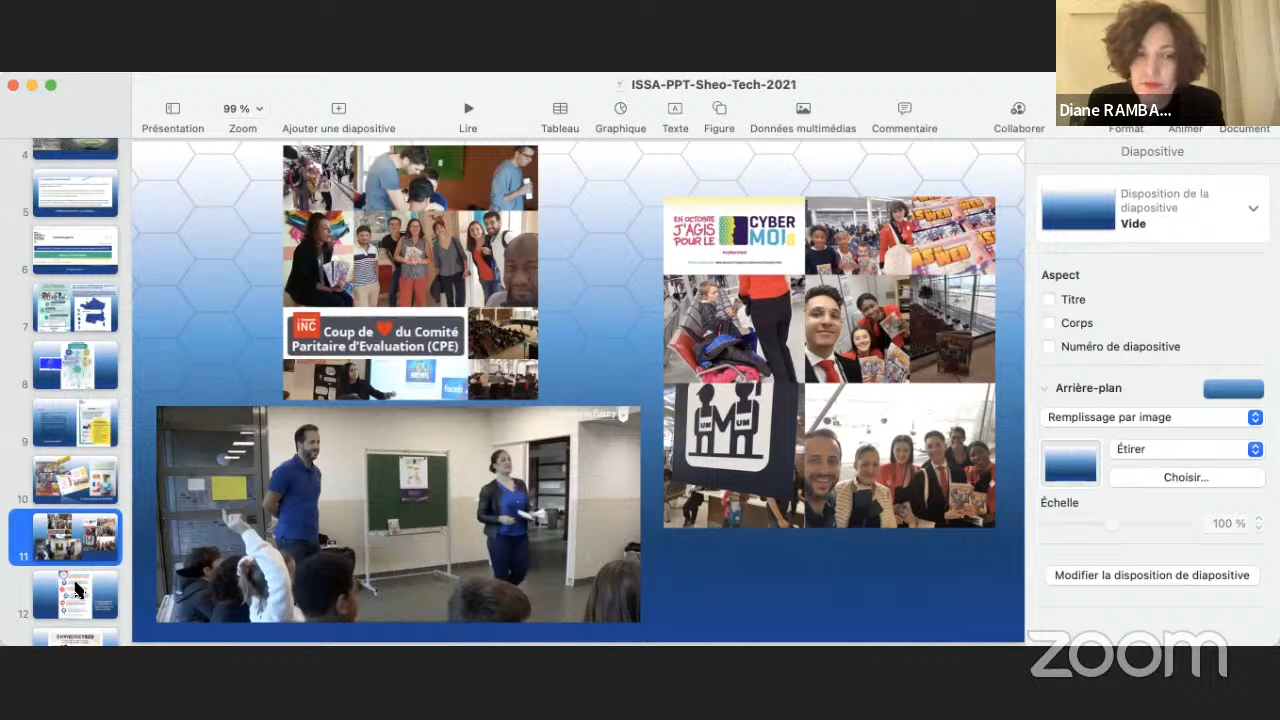 ISSA-PPT-Sheo-Tech-2021
Diane RAMBA...
99 %
Présentation
Zoom
Ajouter une diapositive
Lire
Tableau
Graphique
Texte
Figure
Données multimédias
Commentaire
Collaborer
Format
Animer
Document
4
5
6
7
8
9
10
11
12
EN OCTOBRE
J'AGIS
POUR LE
CYBER
MOIS
INC
Coup de ❤ du Comité
Paritaire d'Evaluation (CPE)
faceb
UM
UM
Diapositive
Disposition de la
diapositive
Vide
Aspect
Titre
Corps
Numéro de diapositive
Arrière-plan
Remplissage par image
Étirer
Choisir...
Échelle
100 %
Modifier la disposition de diapositive
zoom